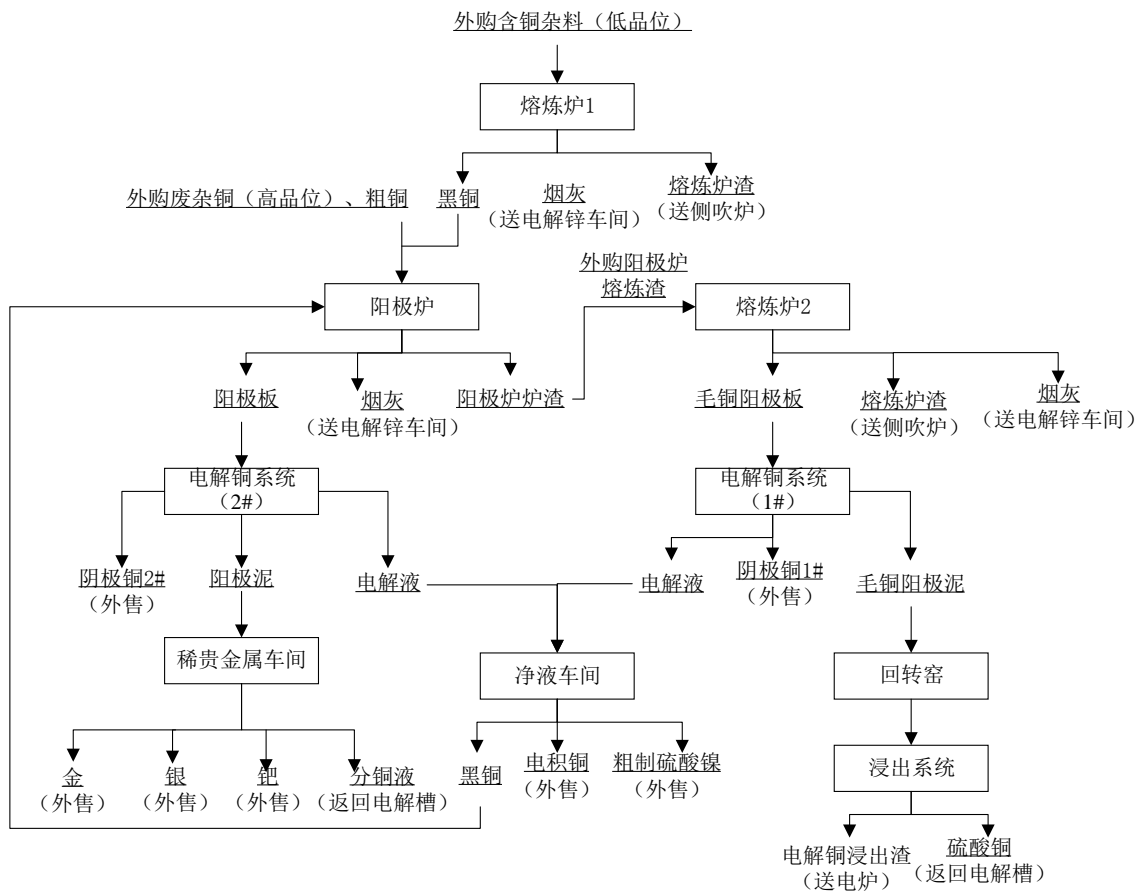 外购含铜杂料（低品位）
熔炼炉1
外购废杂铜（高品位）、粗铜
黑铜
烟灰
（送电解锌车间）
熔炼炉渣
（送侧吹炉）
外购阳极炉
熔炼渣
阳极炉
熔炼炉2
阳极板
烟灰
（送电解锌车间）
阳极炉炉渣
毛铜阳极板
熔炼炉渣
（送侧吹炉）
烟灰
（送电解锌车间）
电解铜系统
（2#）
电解铜系统
（1#）
阴极铜2#
（外售）
阳极泥
电解液
电解液
阴极铜1#
（外售）
毛铜阳极泥
稀贵金属车间
净液车间
回转窑
金
（外售）
银
（外售）
钯
（外售）
分铜液
（返回电解槽）
黑铜
电积铜
（外售）
粗制硫酸镍
（外售）
浸出系统
电解铜浸出渣
（送电炉）
硫酸铜
（返回电解槽）